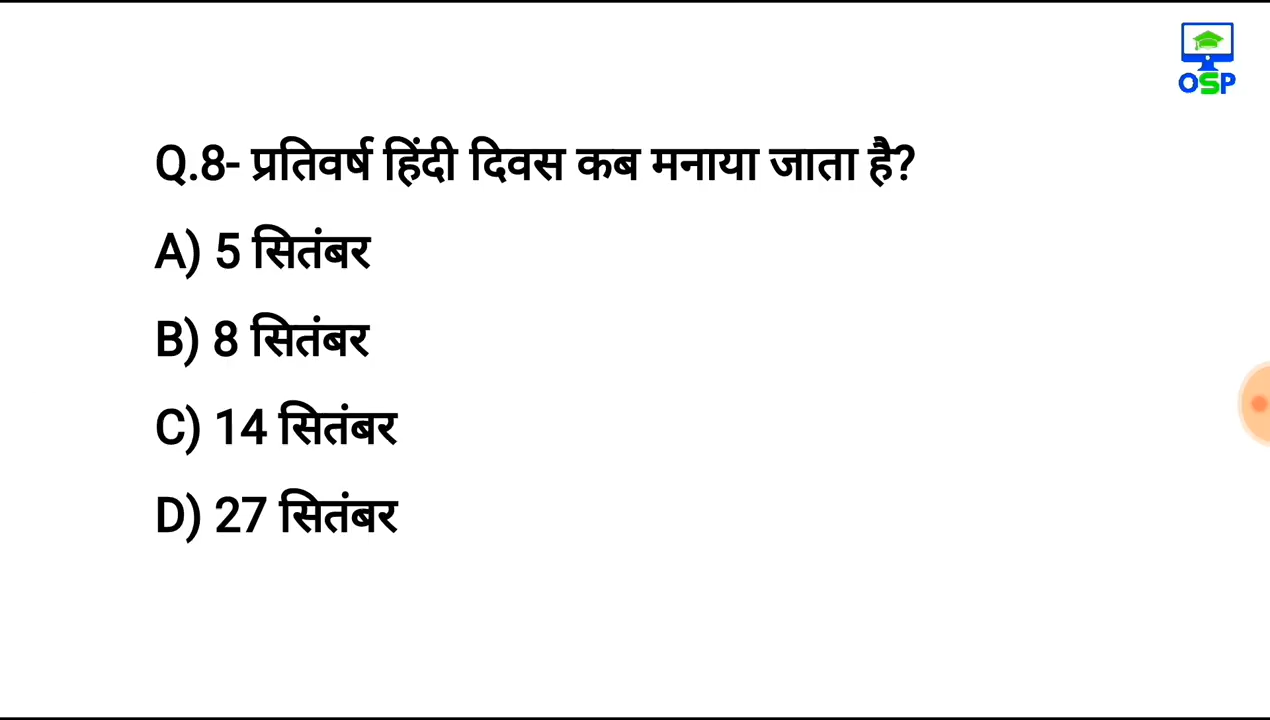 OSP
Q.8- प्रतिवर्ष हिंदी दिवस कब मनाया जाता है?
A) 5 सितंबर
B) 8 सितंबर
C) 14 सितंबर
D) 27 सितंबर